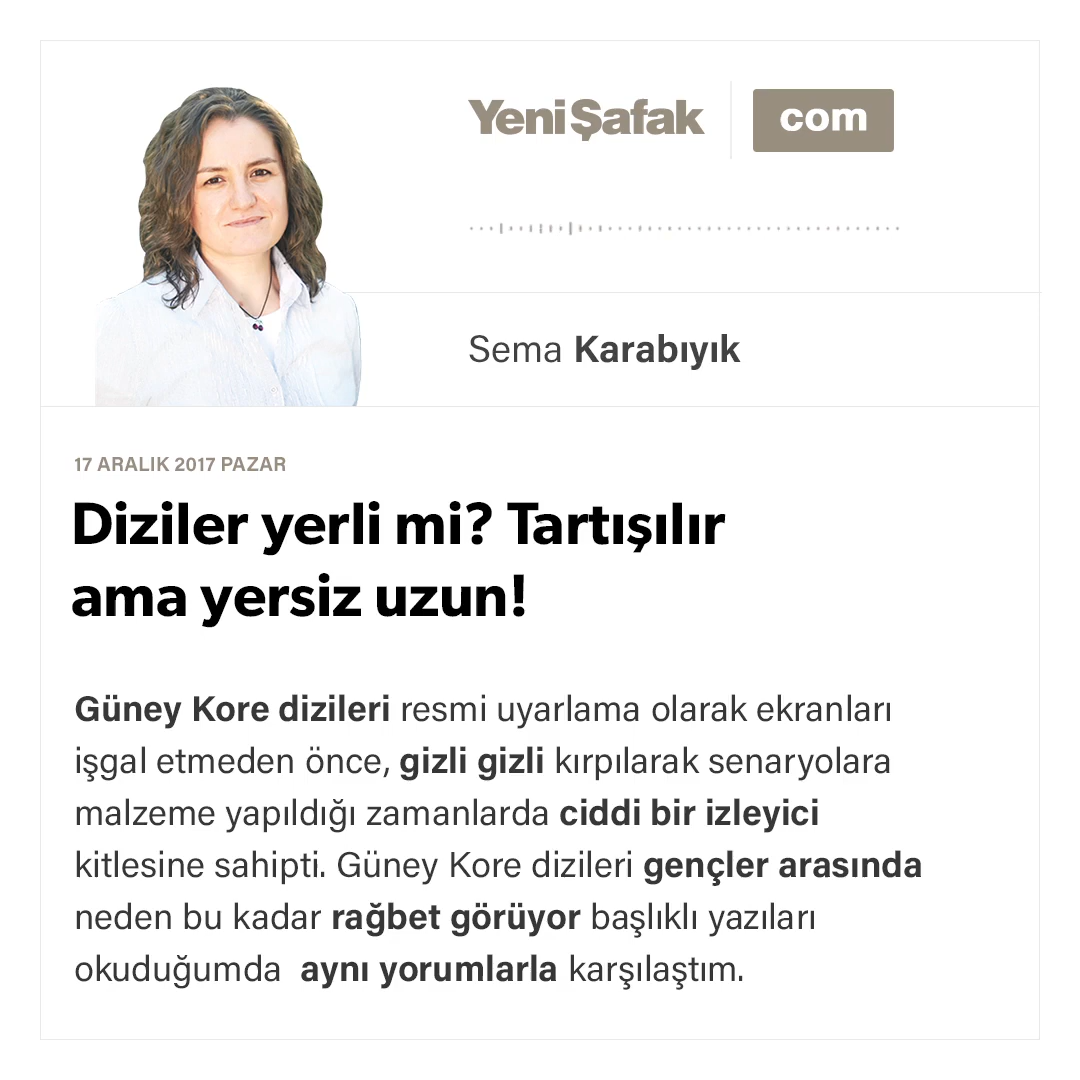 YeniŞafak com
Sema Karabıyık
17 ARALIK 2017 PAZAR
Diziler yerli mi? Tartışılır
ama yersiz uzun!
Güney Kore dizileri resmi uyarlama olarak ekranları
işgal etmeden önce, gizli gizli kırpılarak senaryolara
malzeme yapıldığı zamanlarda ciddi bir izleyici
kitlesine sahipti. Güney Kore dizileri gençler arasında
neden bu kadar rağbet görüyor başlıklı yazıları
okuduğumda aynı yorumlarla karşılaştım.